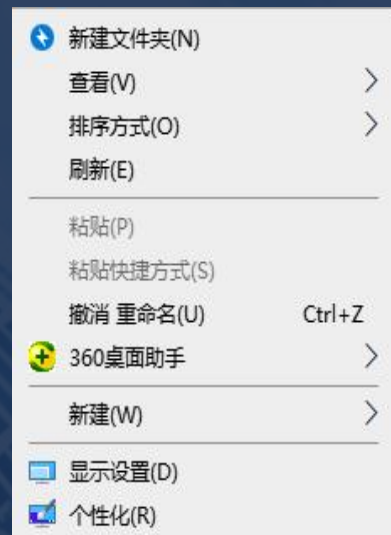 新建文件夹(N)
查看(V)
排序方式(O)
刷新(E)
粘贴(P)
粘贴快捷方式(S)
撤消 重命名(U) Ctrl+Z
360桌面助手
新建(W)
显示设置(D)
个性化(R)